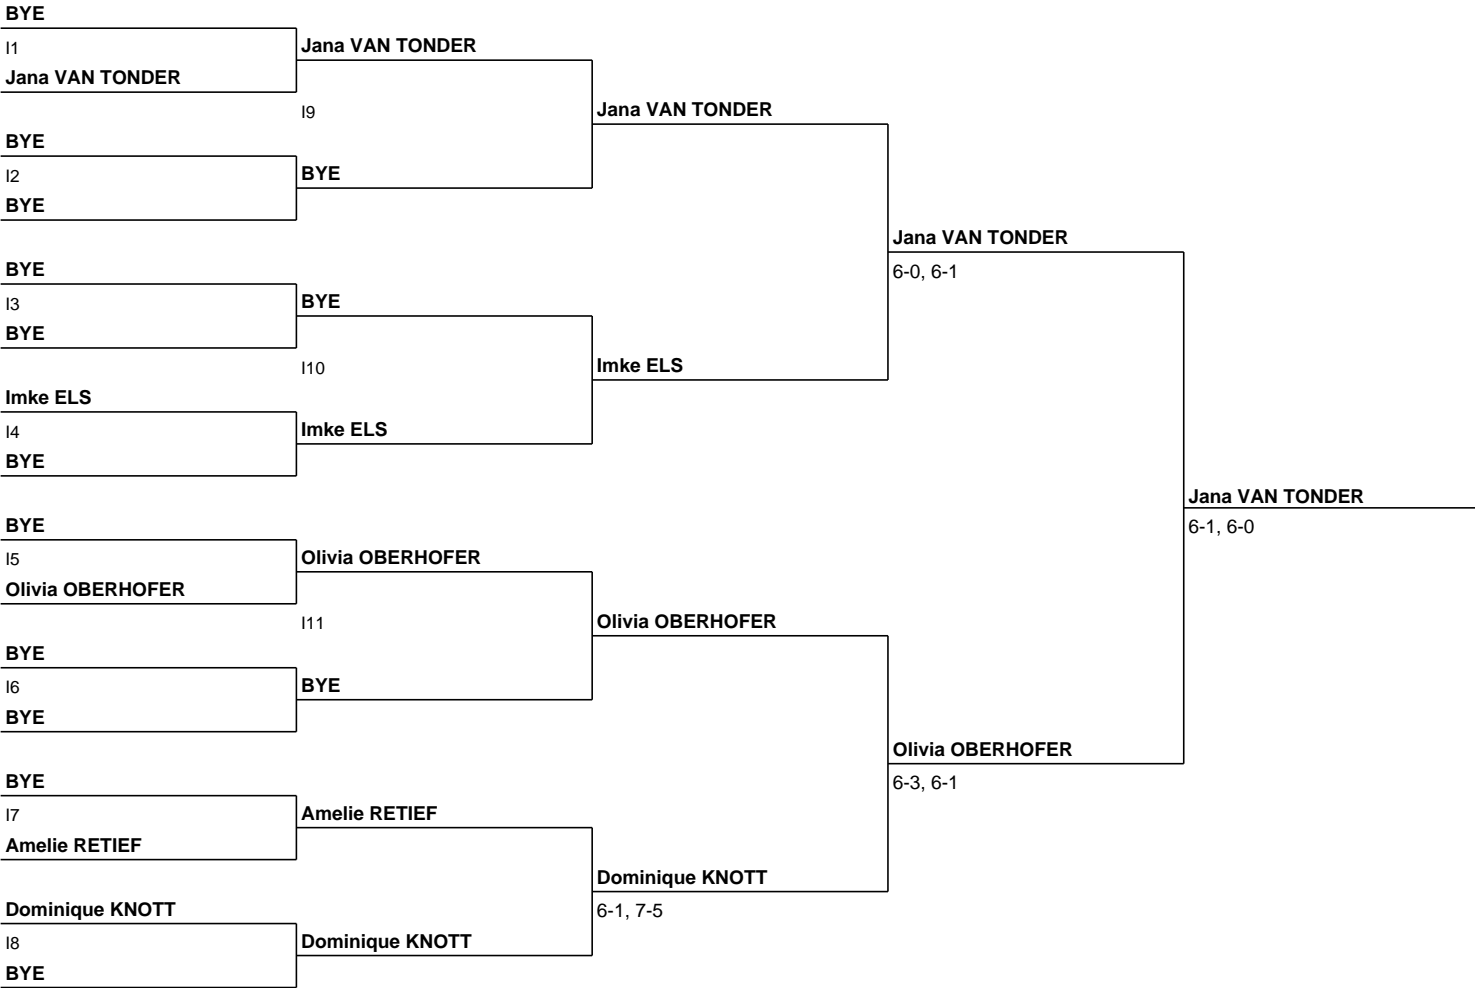 BYE
I1
Jana VAN TONDER
Jana VAN TONDER
I9
Jana VAN TONDER
BYE
I2
BYE
BYE
Jana VAN TONDER
6-0, 6-1
BYE
I3
BYE
BYE
I10
Imke ELS
Imke ELS
I4
Imke ELS
BYE
Jana VAN TONDER
6-1, 6-0
BYE
I5
Olivia OBERHOFER
Olivia OBERHOFER
I11
Olivia OBERHOFER
BYE
I6
BYE
BYE
Olivia OBERHOFER
6-3, 6-1
BYE
I7
Amelie RETIEF
Amelie RETIEF
Dominique KNOTT
6-1, 7-5
Dominique KNOTT
I8
Dominique KNOTT
BYE